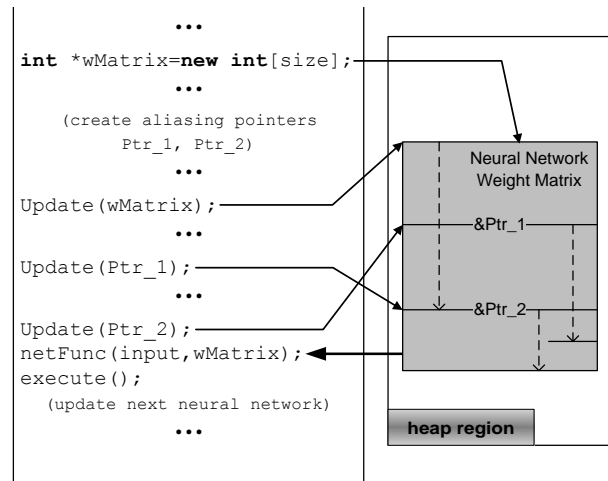 •••
int *wMatrix=new int[size];
•••
(create aliasing pointers
Ptr_1, Ptr_2)
•••
Update(wMatrix);
•••
Update(Ptr_1);
•••
Update(Ptr_2);
netFunc(input,wMatrix);
execute();
(update next neural network)
•••
Neural Network
Weight Matrix
&Ptr_1
&Ptr_2
heap region